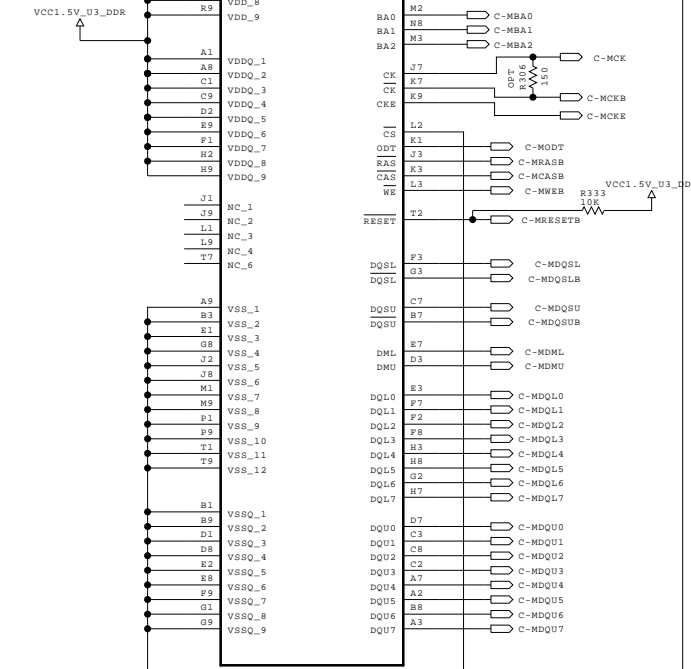 VDD_8
R9 VDD_9
VCC1.5V_U3_DDR
A1 VDDQ_1
A8 VDDQ_2
C1 VDDQ_3
C9 VDDQ_4
D2 VDDQ_5
E9 VDDQ_6
F1 VDDQ_7
H2 VDDQ_8
H9 VDDQ_9
J1 NC_1
J9 NC_2
L1 NC_3
L9 NC_4
T7 NC_6
A9 VSS_1
B3 VSS_2
E1 VSS_3
G8 VSS_4
J2 VSS_5
J8 VSS_6
M1 VSS_7
M9 VSS_8
P1 VSS_9
P9 VSS_10
T1 VSS_11
T9 VSS_12
B1 VSSQ_1
B9 VSSQ_2
D1 VSSQ_3
D8 VSSQ_4
E2 VSSQ_5
E8 VSSQ_6
F9 VSSQ_7
G1 VSSQ_8
G9 VSSQ_9
BA0 M2 C-MBA0
BA1 N8 C-MBA1
BA2 M3 C-MBA2
CK J7 C-MCK
OPT
R306
150
CK K7 C-MCKB
CKE K9 C-MCKE
CS L2
ODT K1 C-MODT
RAS J3 C-MRASB
CAS K3 C-MCASB
WE L3 C-MWEB
VCC1.5V_U3_DD
R333
10K
RESET T2 C-MRESETB
DQSL F3 C-MDQSL
DQSL G3 C-MDQSLB
DQSU C7 C-MDQSU
DQSU B7 C-MDQSUB
DML E7 C-MDML
DMU D3 C-MDMU
DQL0 E3 C-MDQL0
DQL1 F7 C-MDQL1
DQL2 F2 C-MDQL2
DQL3 F8 C-MDQL3
DQL4 H3 C-MDQL4
DQL5 H8 C-MDQL5
DQL6 G2 C-MDQL6
DQL7 H7 C-MDQL7
DQU0 D7 C-MDQU0
DQU1 C3 C-MDQU1
DQU2 C8 C-MDQU2
DQU3 C2 C-MDQU3
DQU4 A7 C-MDQU4
DQU5 A2 C-MDQU5
DQU6 B8 C-MDQU6
DQU7 A3 C-MDQU7